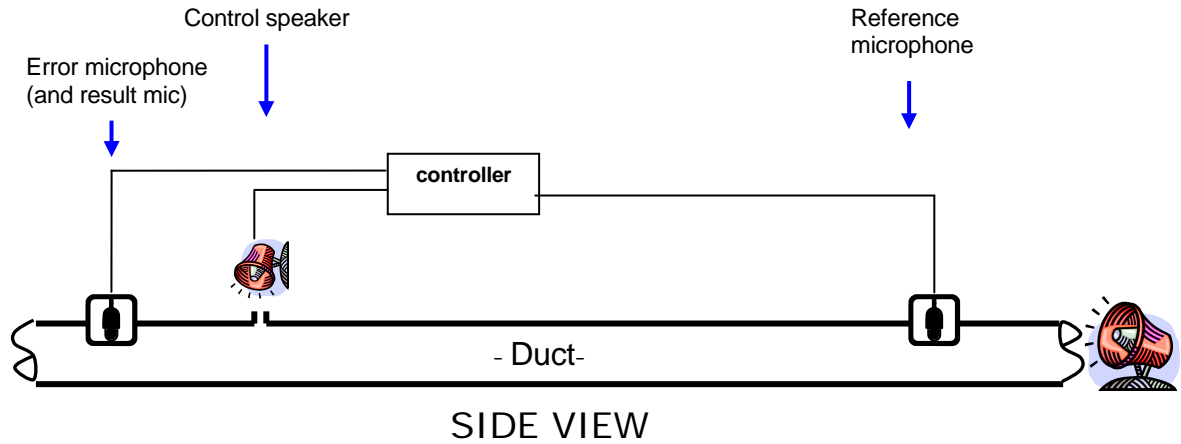 Control speaker
Reference
microphone
Error microphone
(and result mic)
controller
- Duct-
SIDE VIEW